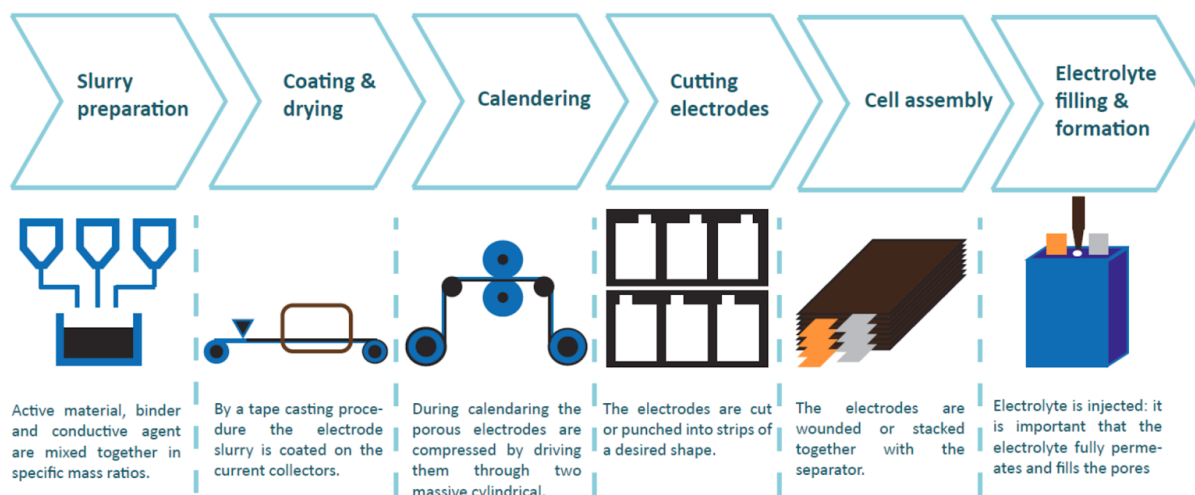 Slurry
preparation
Coating &
drying
Calendering
Cutting
electrodes
Cell assembly
Electrolyte
filling &
formation
Active material, binder
and conductive agent
are mixed together in
specific mass ratios.
By a tape casting proce-
dure the electrode
slurry is coated on the
current collectors.
During calendaring the
porous electrodes are
compressed by driving
them through two
massive cylindrical.
The electrodes are cut
or punched into strips of
a desired shape.
The electrodes are
wounded or stacked
together with the
separator.
Electrolyte is injected: it
is important that the
electrolyte fully perme-
ates and fills the pores